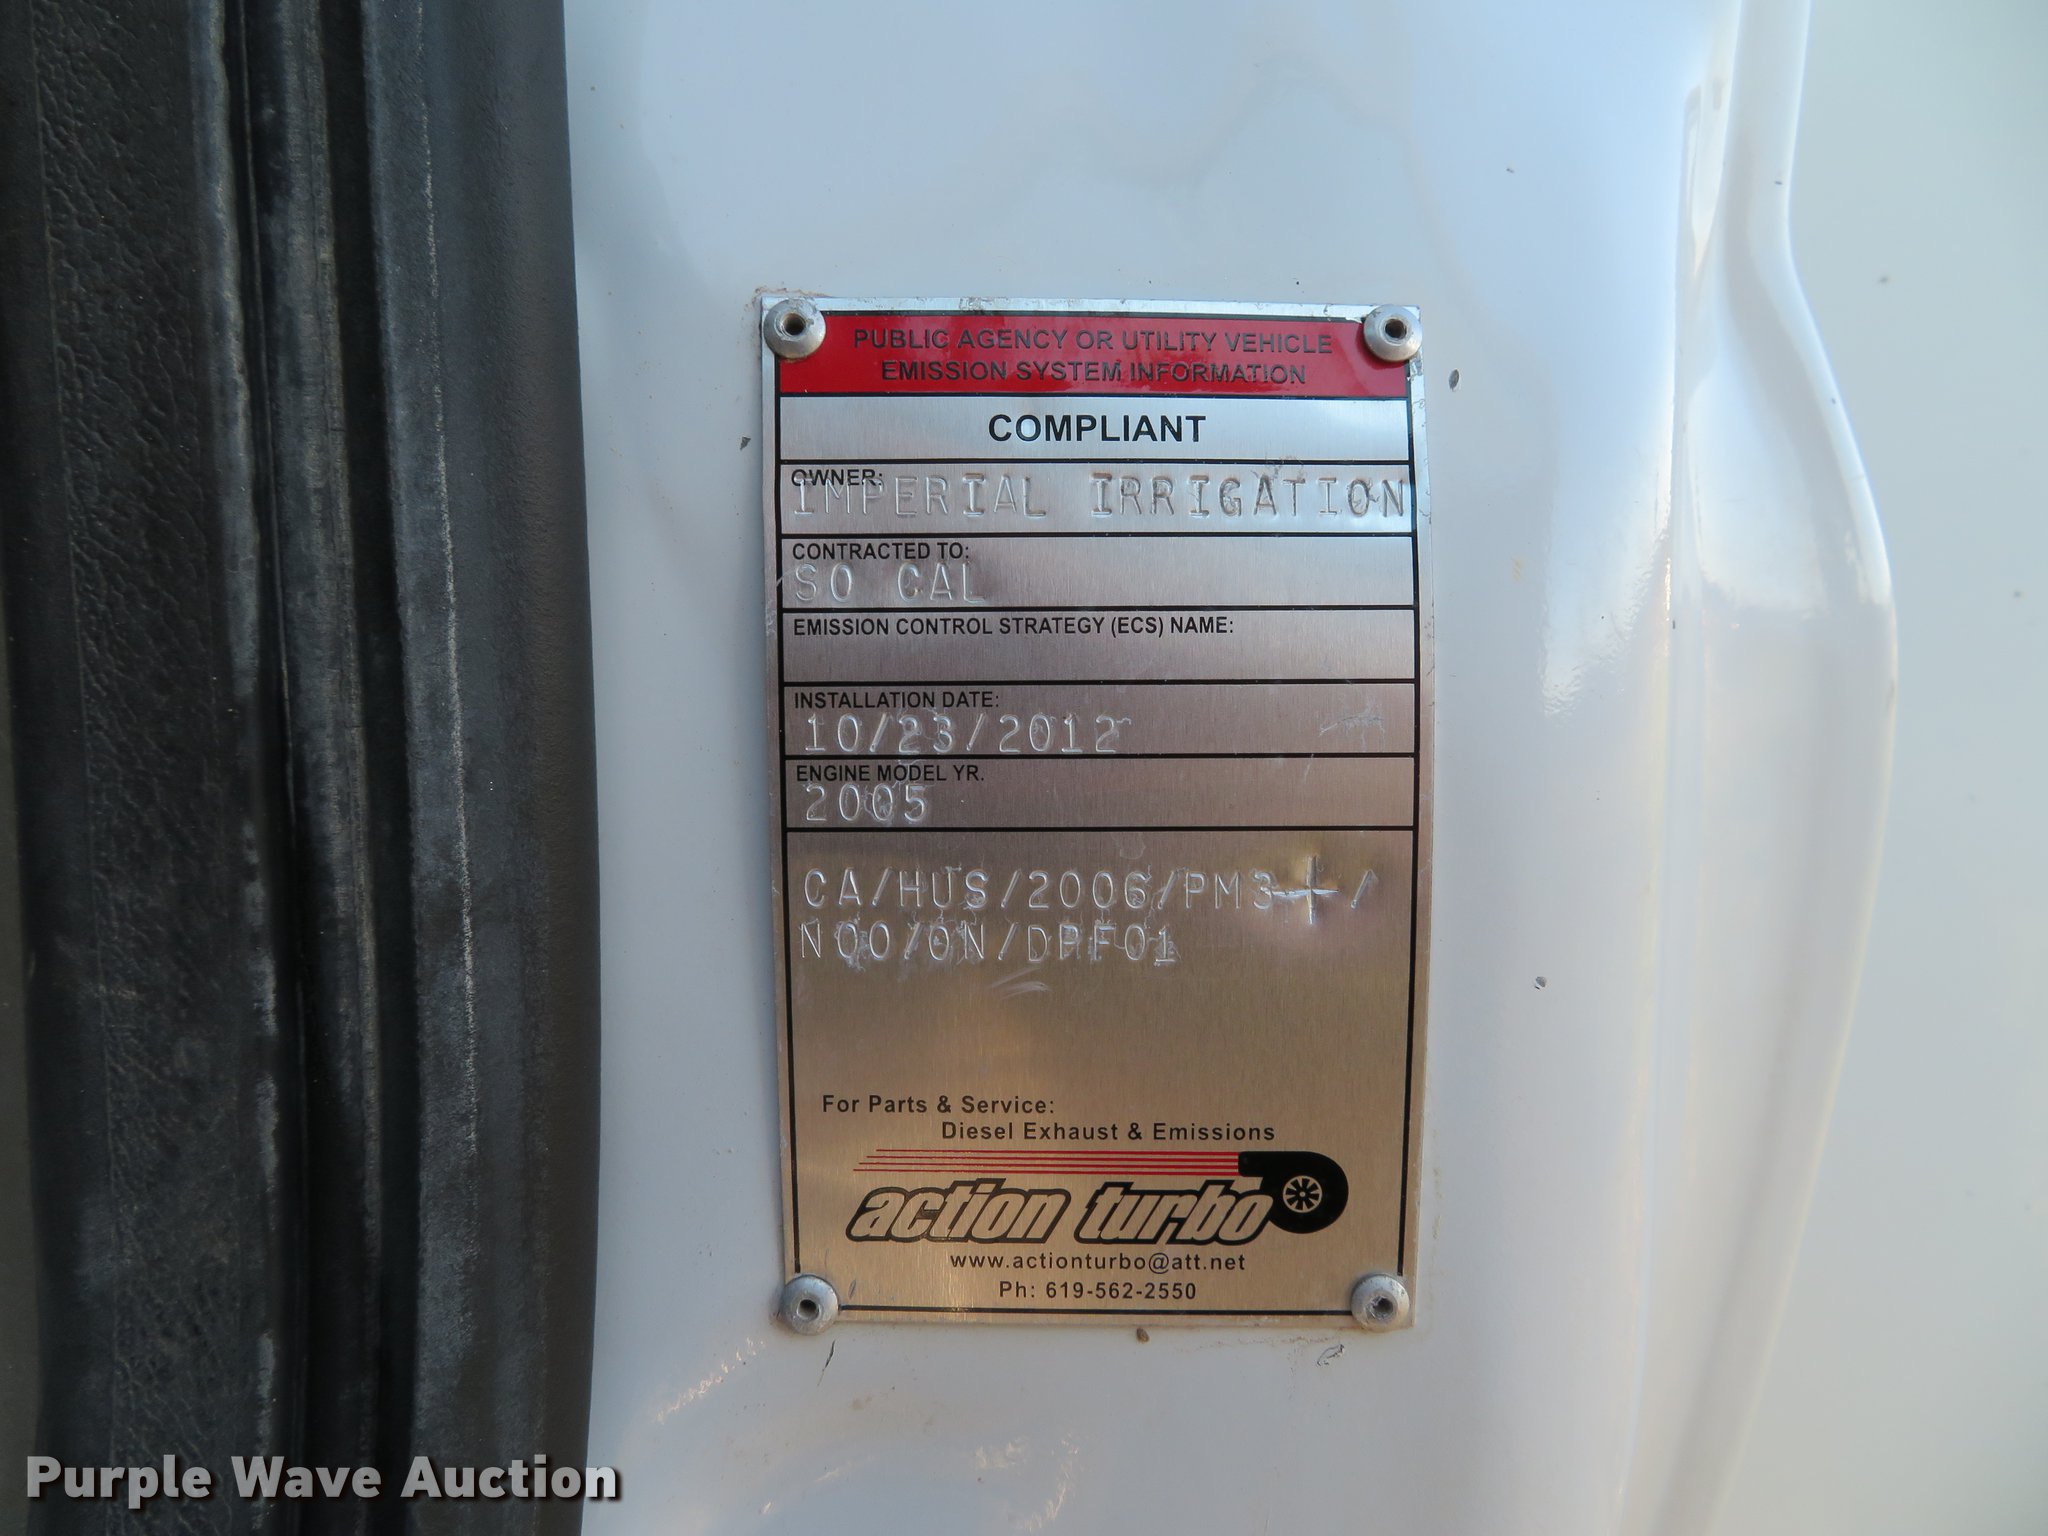 PUBLIC AGENCY OR UTILITY VEHICLE
EMISSION SYSTEM INFORMATION
COMPLIANT
OWNER:
IMPERIAL IRRIGATION
CONTRACTED TO:
SO CAL
EMISSION CONTROL STRATEGY (ECS) NAME:
INSTALLATION DATE:
10/23/2012
ENGINE MODEL YR.
2005
CA/HUS/2006/PM3+/
N00/ON/DPF01
For Parts & Service:
Diesel Exhaust & Emissions
action turbo
www.actionturbo@att.net
Ph: 619-562-2550
Purple Wave Auction